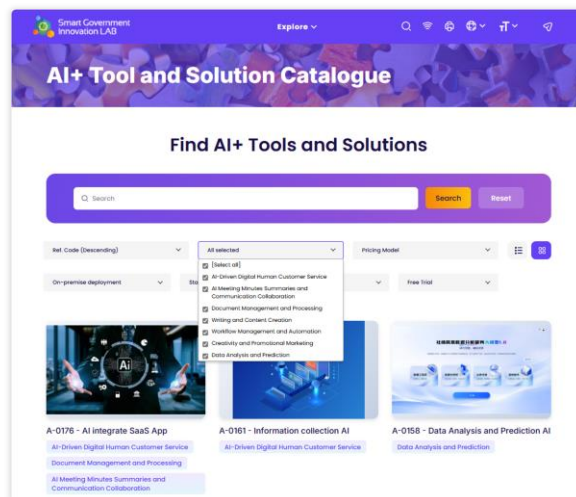 Smart Government
Innovation LAB
Explore
AI+ Tool and Solution Catalogue
Find AI+ Tools and Solutions
Search
Search
Reset
Ref. Code (Descending)
All selected
Pricing Model
[Select all]
AI-Driven Digital Human Customer Service
AI Meeting Minutes Summaries and
Communication Collaboration
Document Management and Processing
Writing and Content Creation
Workflow Management and Automation
Creativity and Promotional Marketing
Data Analysis and Prediction
On-premise deployment
Free Trial
Ai
A-0176 - AI integrate SaaS App
AI-Driven Digital Human Customer Service
Document Management and Processing
AI Meeting Minutes Summaries and
Communication Collaboration
A-0161 - Information collection AI
AI-Driven Digital Human Customer Service
A-0158 - Data Analysis and Prediction AI
Data Analysis and Prediction